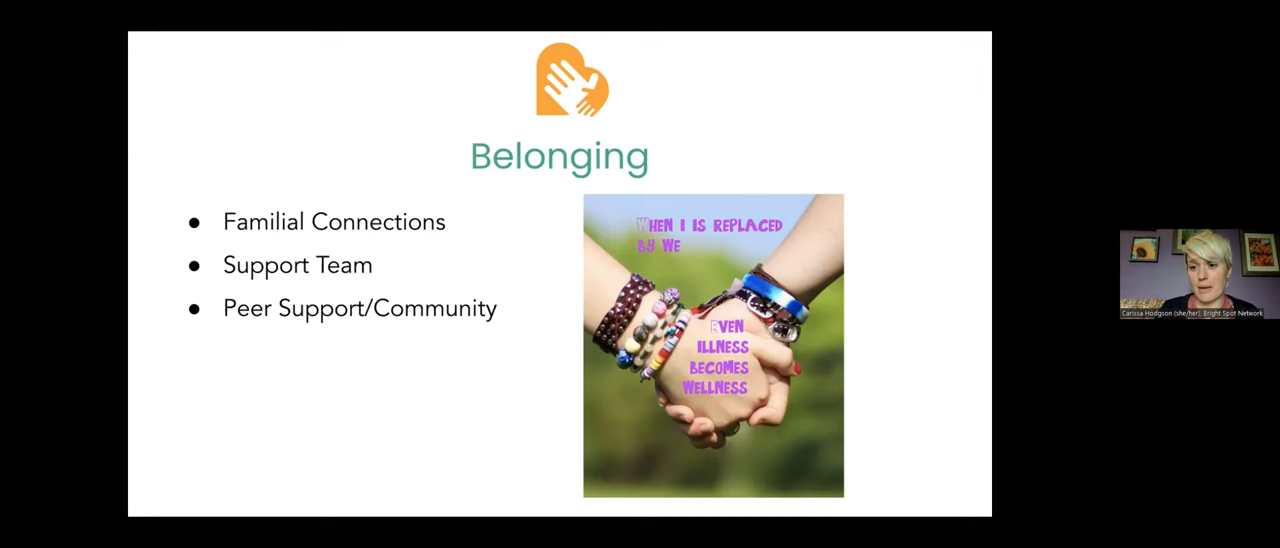 Belonging
● Familial Connections
● Support Team
● Peer Support/Community
WHEN I IS REPLACED
BY WE
EVEN
ILLNESS
BECOMES
WELLNESS
Carissa Hodgson (she/her), Bright Spot Network